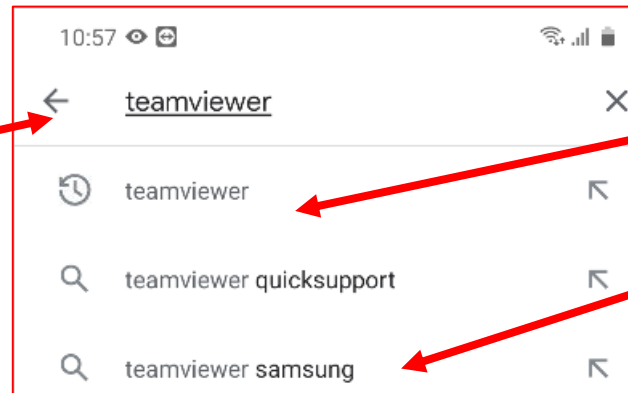 10:57
teamviewer
teamviewer
teamviewer quicksupport
teamviewer samsung